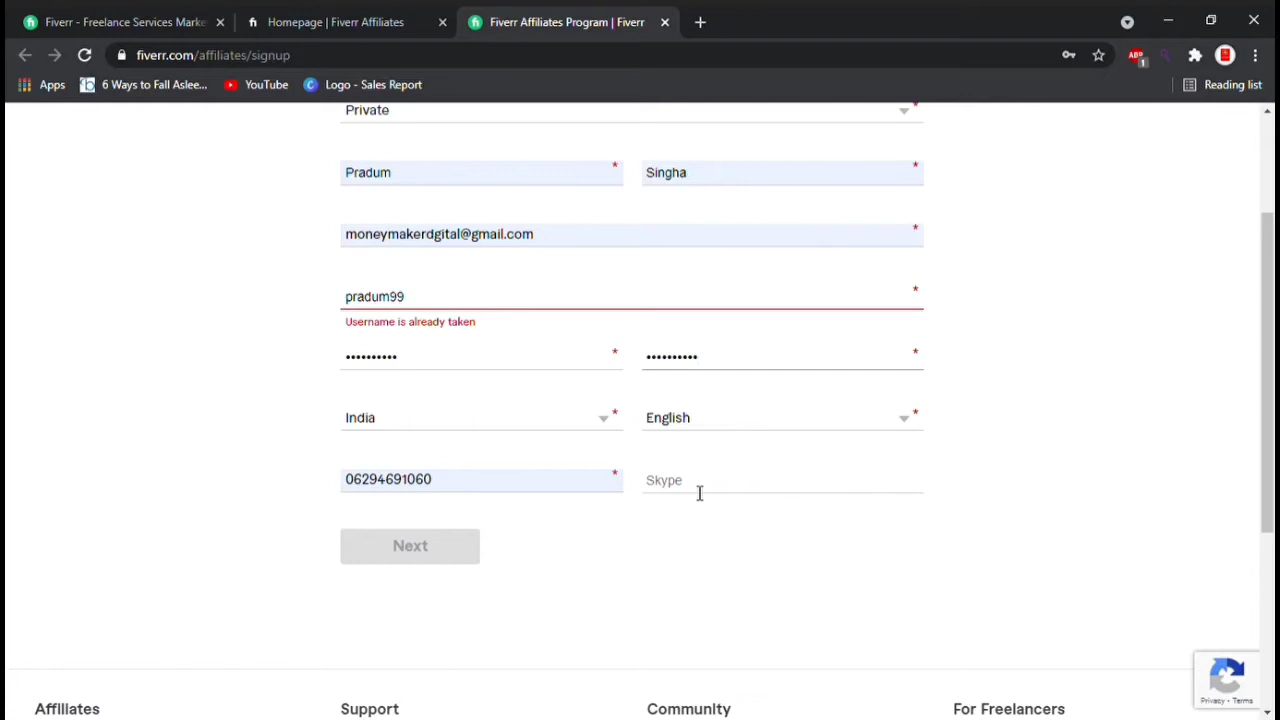 Fiverr - Freelance Services Marke
Homepage | Fiverr Affiliates
Fiverr Affiliates Program | Fiverr
fiverr.com/affiliates/signup
ABP
1
Apps
6 Ways to Fall Aslee...
YouTube
Logo - Sales Report
Reading list
Private *
Pradum *
Singha *
moneymakerdgital@gmail.com *
pradum99 *
Username is already taken
•••••••••• *
•••••••••• *
India *
English *
06294691060 *
Skype
Next
Privacy - Terms
Affiliates
Support
Community
For Freelancers